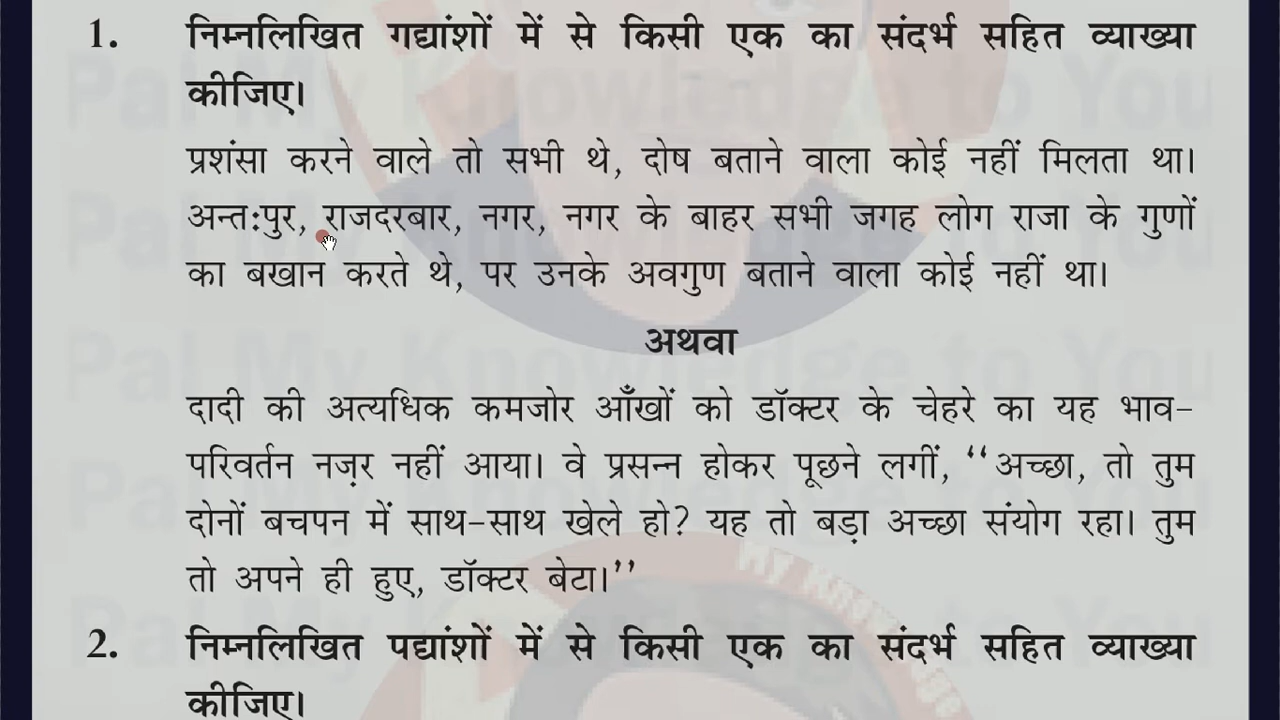 1. निम्नलिखित गद्यांशों में से किसी एक का संदर्भ सहित व्याख्या
कीजिए।
प्रशंसा करने वाले तो सभी थे, दोष बताने वाला कोई नहीं मिलता था।
अन्तःपुर, राजदरबार, नगर, नगर के बाहर सभी जगह लोग राजा के गुणों
का बखान करते थे, पर उनके अवगुण बताने वाला कोई नहीं था।
अथवा
दादी की अत्यधिक कमजोर आँखों को डॉक्टर के चेहरे का यह भाव-
परिवर्तन नज़र नहीं आया। वे प्रसन्न होकर पूछने लगीं, “अच्छा, तो तुम
दोनों बचपन में साथ-साथ खेले हो? यह तो बड़ा अच्छा संयोग रहा। तुम
तो अपने ही हुए, डॉक्टर बेटा।”
2. निम्नलिखित पद्यांशों में से किसी एक का संदर्भ सहित व्याख्या
कीजिए।